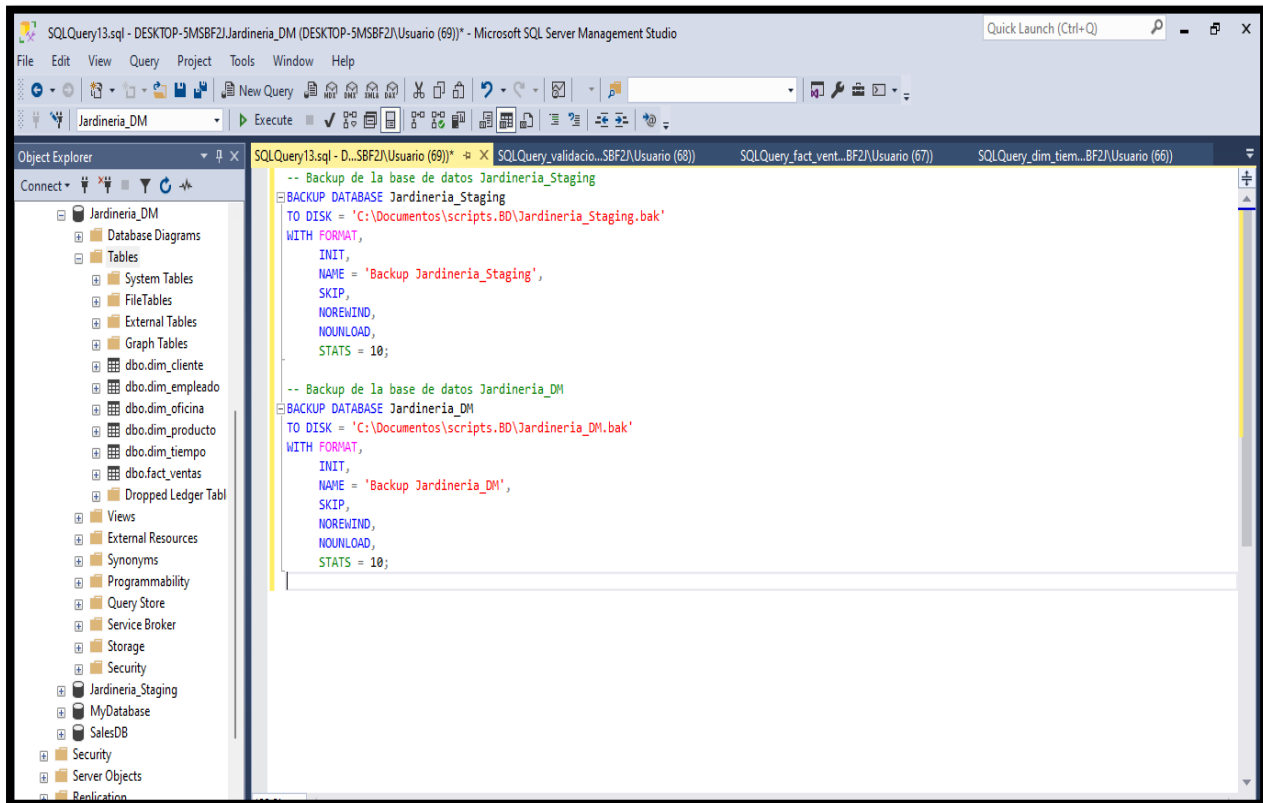 SQLQuery13.sql - DESKTOP-5MSBF2J.Jardineria_DM (DESKTOP-5MSBF2J\Usuario (69))* - Microsoft SQL Server Management Studio
Quick Launch (Ctrl+Q)
File Edit View Query Project Tools Window Help
New Query MDX DMX XMLA DAX
Jardineria_DM
Execute
Object Explorer
SQLQuery13.sql - D...SBF2J\Usuario (69))*
SQLQuery_validacio...SBF2J\Usuario (68))
SQLQuery_fact_vent...BF2J\Usuario (67))
SQLQuery_dim_tiem...BF2J\Usuario (66))
Connect
Jardineria_DM
Database Diagrams
Tables
System Tables
FileTables
External Tables
Graph Tables
dbo.dim_cliente
dbo.dim_empleado
dbo.dim_oficina
dbo.dim_producto
dbo.dim_tiempo
dbo.fact_ventas
Dropped Ledger Tabl
Views
External Resources
Synonyms
Programmability
Query Store
Service Broker
Storage
Security
Jardineria_Staging
MyDatabase
SalesDB
Security
Server Objects
Replication
-- Backup de la base de datos Jardineria_Staging
BACKUP DATABASE Jardineria_Staging
TO DISK = 'C:\Documentos\scripts.BD\Jardineria_Staging.bak'
WITH FORMAT,
INIT,
NAME = 'Backup Jardineria_Staging',
SKIP,
NOREWIND,
NOUNLOAD,
STATS = 10;
-- Backup de la base de datos Jardineria_DM
BACKUP DATABASE Jardineria_DM
TO DISK = 'C:\Documentos\scripts.BD\Jardineria_DM.bak'
WITH FORMAT,
INIT,
NAME = 'Backup Jardineria_DM',
SKIP,
NOREWIND,
NOUNLOAD,
STATS = 10;